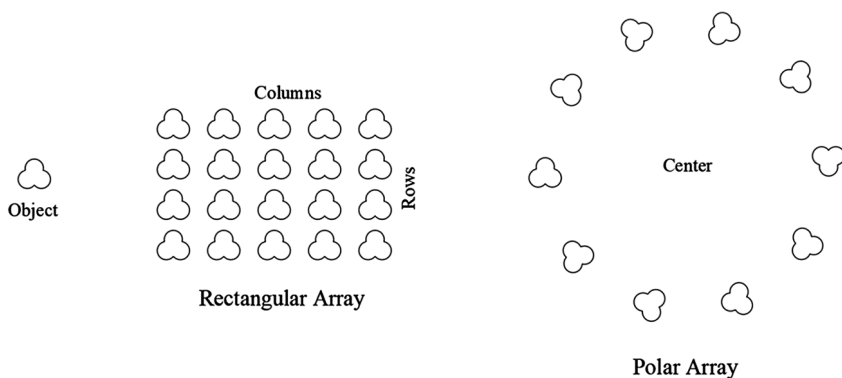 Object
Columns
Rows
Rectangular Array
Center
Polar Array